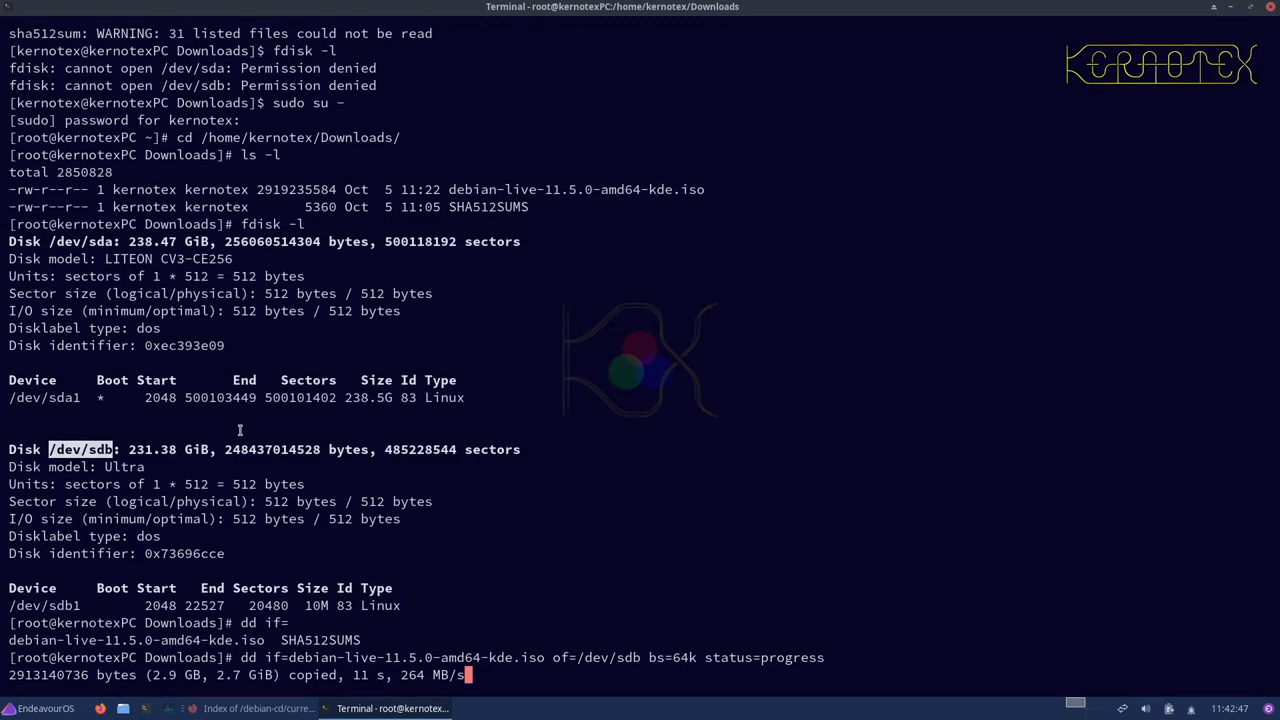 Terminal - root@kernotexPC:/home/kernotex/Downloads
sha512sum: WARNING: 31 listed files could not be read
[kernotex@kernotexPC Downloads]$ fdisk -l
fdisk: cannot open /dev/sda: Permission denied
fdisk: cannot open /dev/sdb: Permission denied
[kernotex@kernotexPC Downloads]$ sudo su -
[sudo] password for kernotex:
[root@kernotexPC ~]# cd /home/kernotex/Downloads/
[root@kernotexPC Downloads]# ls -l
total 2850828
-rw-r--r-- 1 kernotex kernotex 2919235584 Oct  5 11:22 debian-live-11.5.0-amd64-kde.iso
-rw-r--r-- 1 kernotex kernotex       5360 Oct  5 11:05 SHA512SUMS
[root@kernotexPC Downloads]# fdisk -l
Disk /dev/sda: 238.47 GiB, 256060514304 bytes, 500118192 sectors
Disk model: LITEON CV3-CE256
Units: sectors of 1 * 512 = 512 bytes
Sector size (logical/physical): 512 bytes / 512 bytes
I/O size (minimum/optimal): 512 bytes / 512 bytes
Disklabel type: dos
Disk identifier: 0xec393e09
Device     Boot Start       End   Sectors   Size Id Type
/dev/sda1  *     2048 500103449 500101402 238.5G 83 Linux
Disk /dev/sdb: 231.38 GiB, 248437014528 bytes, 485228544 sectors
Disk model: Ultra
Units: sectors of 1 * 512 = 512 bytes
Sector size (logical/physical): 512 bytes / 512 bytes
I/O size (minimum/optimal): 512 bytes / 512 bytes
Disklabel type: dos
Disk identifier: 0x73696cce
Device     Boot Start   End Sectors Size Id Type
/dev/sdb1        2048 22527   20480  10M 83 Linux
[root@kernotexPC Downloads]# dd if=
debian-live-11.5.0-amd64-kde.iso  SHA512SUMS
[root@kernotexPC Downloads]# dd if=debian-live-11.5.0-amd64-kde.iso of=/dev/sdb bs=64k status=progress
2913140736 bytes (2.9 GB, 2.7 GiB) copied, 11 s, 264 MB/s
KERNOTEX
EndeavourOS
Index of /debian-cd/curre...
Terminal - root@kernotex...
11:42:47